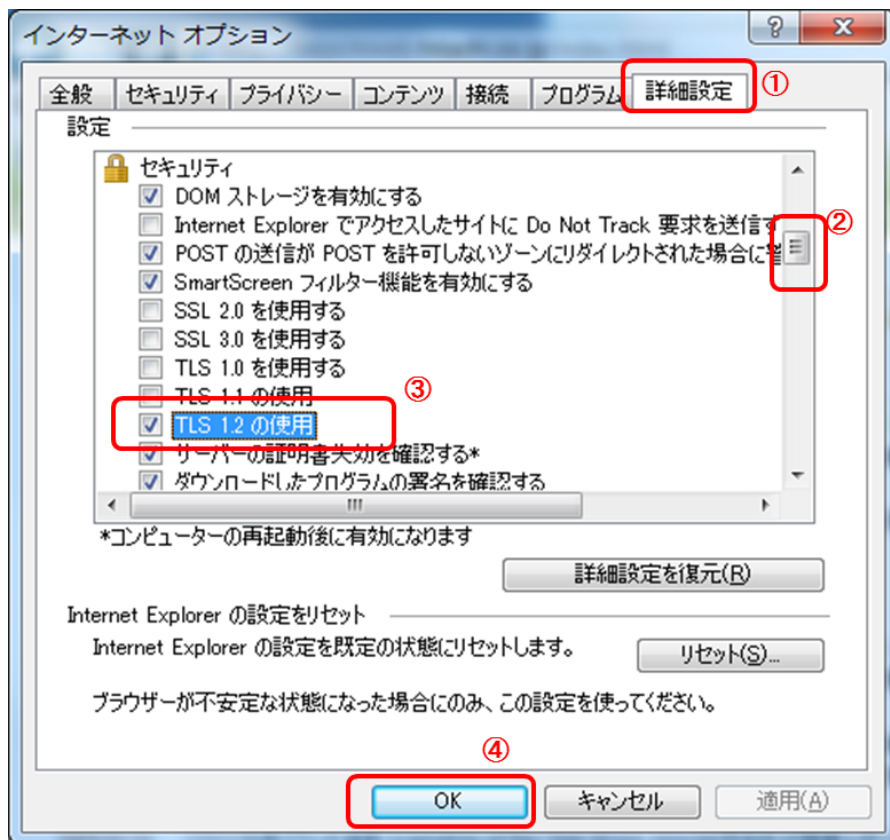 インターネット オプション
全般 セキュリティ プライバシー コンテンツ 接続 プログラム 詳細設定 ①
設定
セキュリティ
DOM ストレージを有効にする
Internet Explorer でアクセスしたサイトに Do Not Track 要求を送信す
②
POST の送信が POST を許可しないゾーンにリダイレクトされた場合に警
SmartScreen フィルター機能を有効にする
SSL 2.0 を使用する
SSL 3.0 を使用する
TLS 1.0 を使用する
③
TLS 1.1 の使用
TLS 1.2 の使用
サーバーの証明書失効を確認する*
ダウンロードしたプログラムの署名を確認する
*コンピューターの再起動後に有効になります
詳細設定を復元(R)
Internet Explorer の設定をリセット
Internet Explorer の設定を既定の状態にリセットします。
リセット(S)...
ブラウザーが不安定な状態になった場合にのみ、この設定を使ってください。
④
OK キャンセル 適用(A)